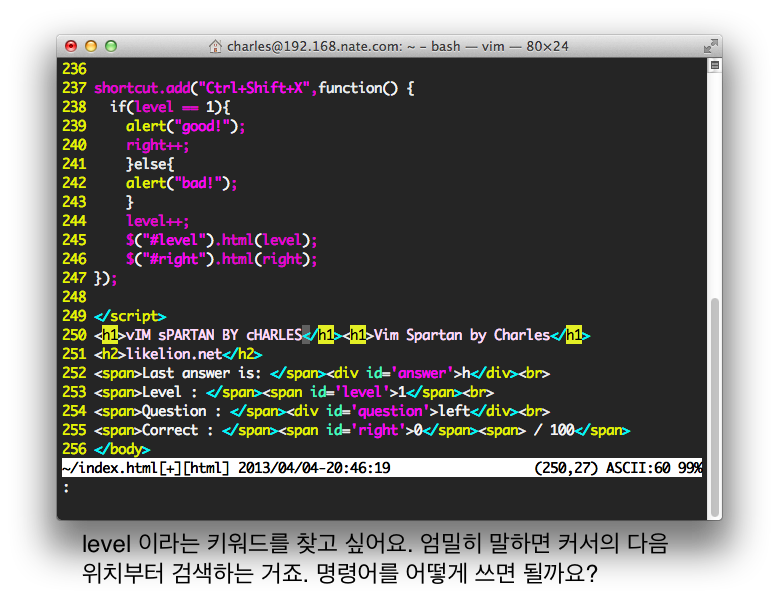 charles@192.168.nate.com: ~ – bash — vim — 80×24
236
237 shortcut.add("Ctrl+Shift+X",function() {
238   if(level == 1){
239     alert("good!");
240     right++;
241     }else{
242     alert("bad!");
243     }
244     level++;
245     $("#level").html(level);
246     $("#right").html(right);
247 });
248
249 </script>
250 <h1>vIM sPARTAN BY cHARLES</h1><h1>Vim Spartan by Charles</h1>
251 <h2>likelion.net</h2>
252 <span>Last answer is: </span><div id='answer'>h</div><br>
253 <span>Level : </span><span id='level'>1</span><br>
254 <span>Question : </span><div id='question'>left</div><br>
255 <span>Correct : </span><span id='right'>0</span><span> / 100</span>
256 </body>
~/index.html[+][html] 2013/04/04-20:46:19 (250,27) ASCII:60 99%
:
level 이라는 키워드를 찾고 싶어요. 엄밀히 말하면 커서의 다음
위치부터 검색하는 거죠. 명령어를 어떻게 쓰면 될까요?